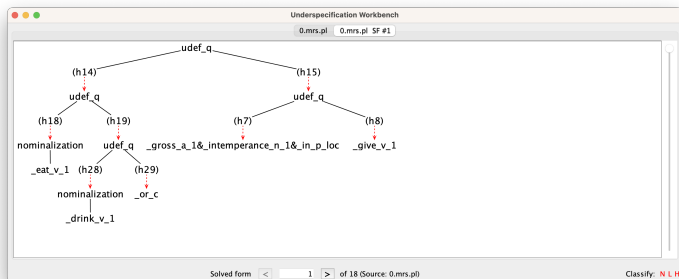 Underspecification Workbench
0.mrs.pl 0.mrs.pl SF #1
udef_q
(h14) (h15)
udef_q udef_q
(h18) (h19) (h7) (h8)
nominalization udef_q _gross_a_1&_intemperance_n_1&_in_p_loc _give_v_1
_eat_v_1 (h28) (h29)
nominalization _or_c
_drink_v_1
Solved form < 1 > of 18 (Source: 0.mrs.pl) Classify: N L H